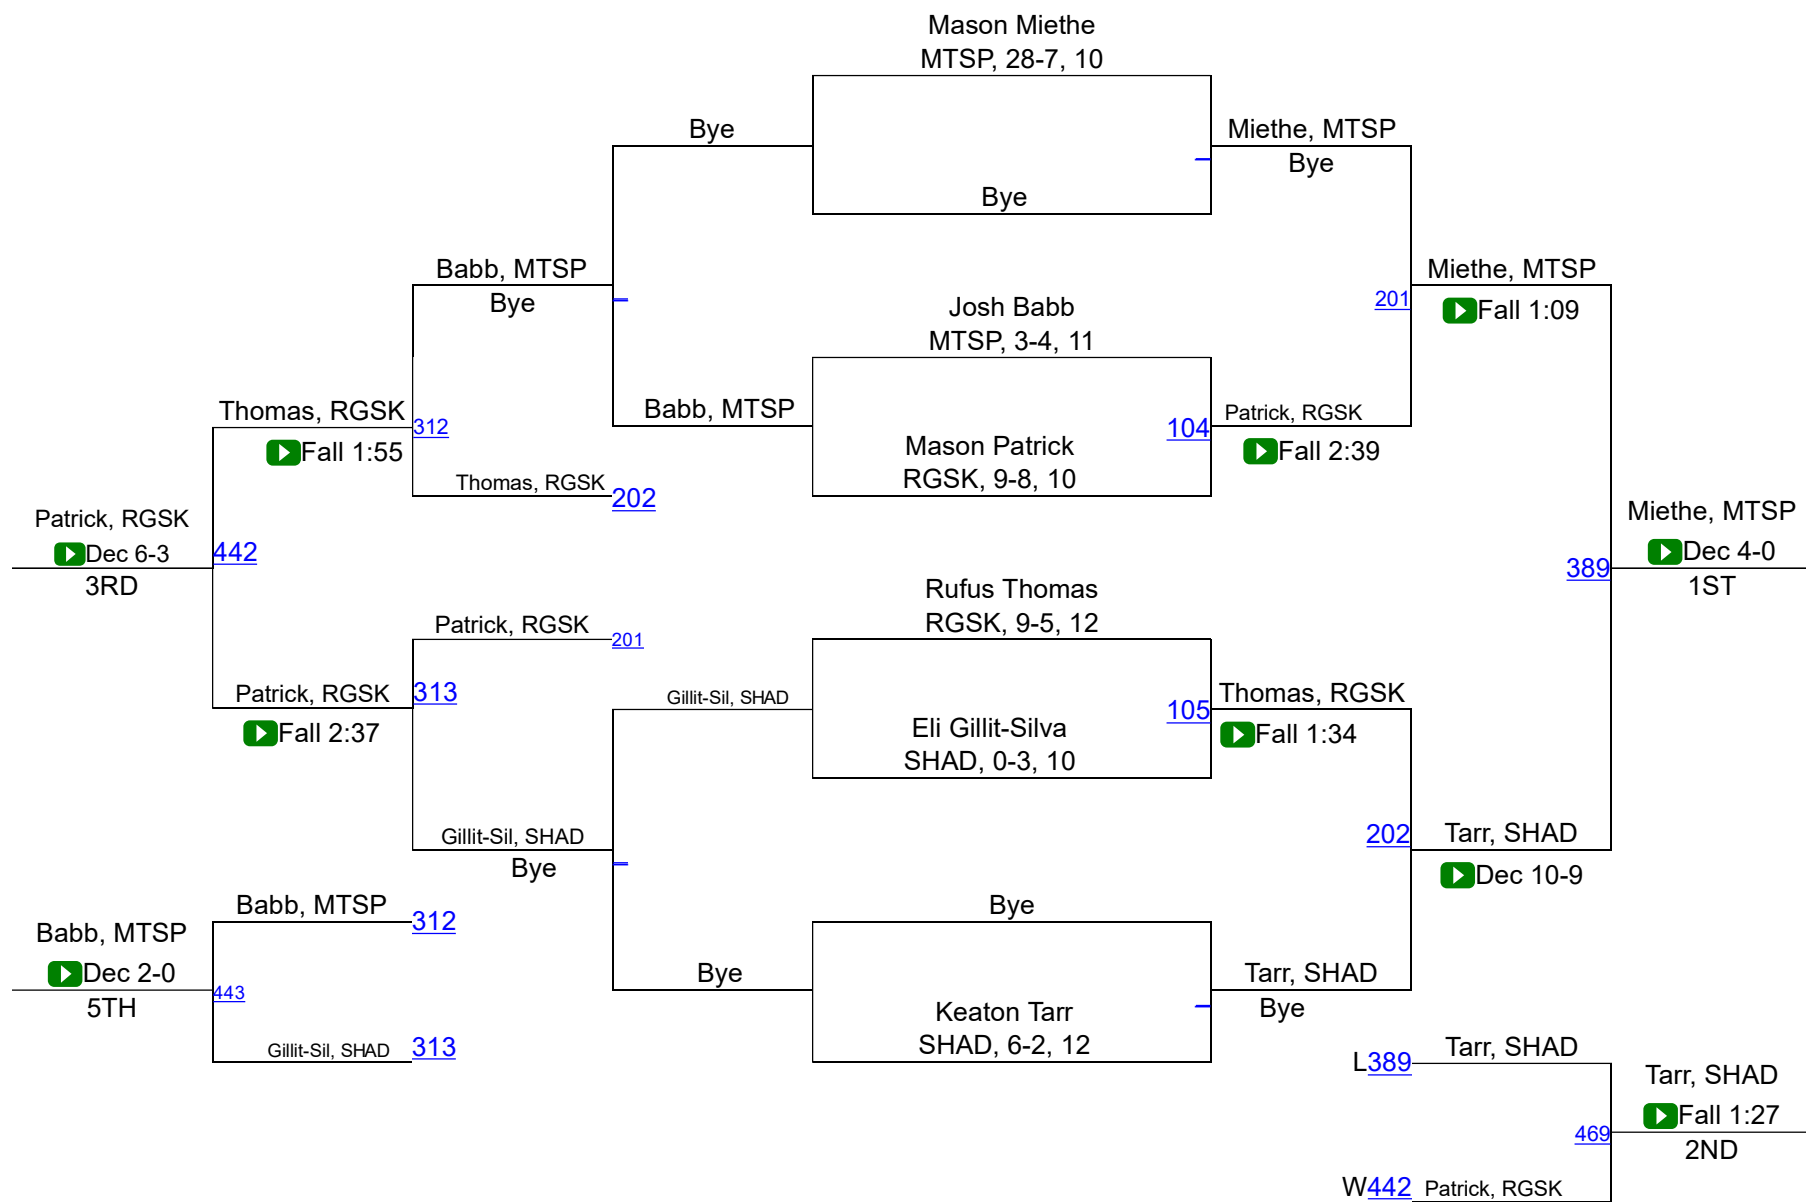 Mason Miethe
MTSP, 28-7, 10
Bye
Miethe, MTSP
Bye
Bye
Babb, MTSP
Bye
Miethe, MTSP
Fall 1:09
201
Josh Babb
MTSP, 3-4, 11
Babb, MTSP
104
Patrick, RGSK
Fall 2:39
Mason Patrick
RGSK, 9-8, 10
Thomas, RGSK
312
Fall 1:55
Thomas, RGSK
202
Patrick, RGSK
Dec 6-3
442
3RD
Miethe, MTSP
Dec 4-0
389
1ST
Rufus Thomas
RGSK, 9-5, 12
Patrick, RGSK
201
Patrick, RGSK
313
Fall 2:37
Gillit-Sil, SHAD
105
Thomas, RGSK
Fall 1:34
Eli Gillit-Silva
SHAD, 0-3, 10
Gillit-Sil, SHAD
Bye
202
Tarr, SHAD
Dec 10-9
Babb, MTSP
312
Bye
Babb, MTSP
Dec 2-0
443
5TH
Bye
Tarr, SHAD
Bye
Keaton Tarr
SHAD, 6-2, 12
Gillit-Sil, SHAD
313
L389
Tarr, SHAD
Tarr, SHAD
Fall 1:27
469
2ND
W442
Patrick, RGSK